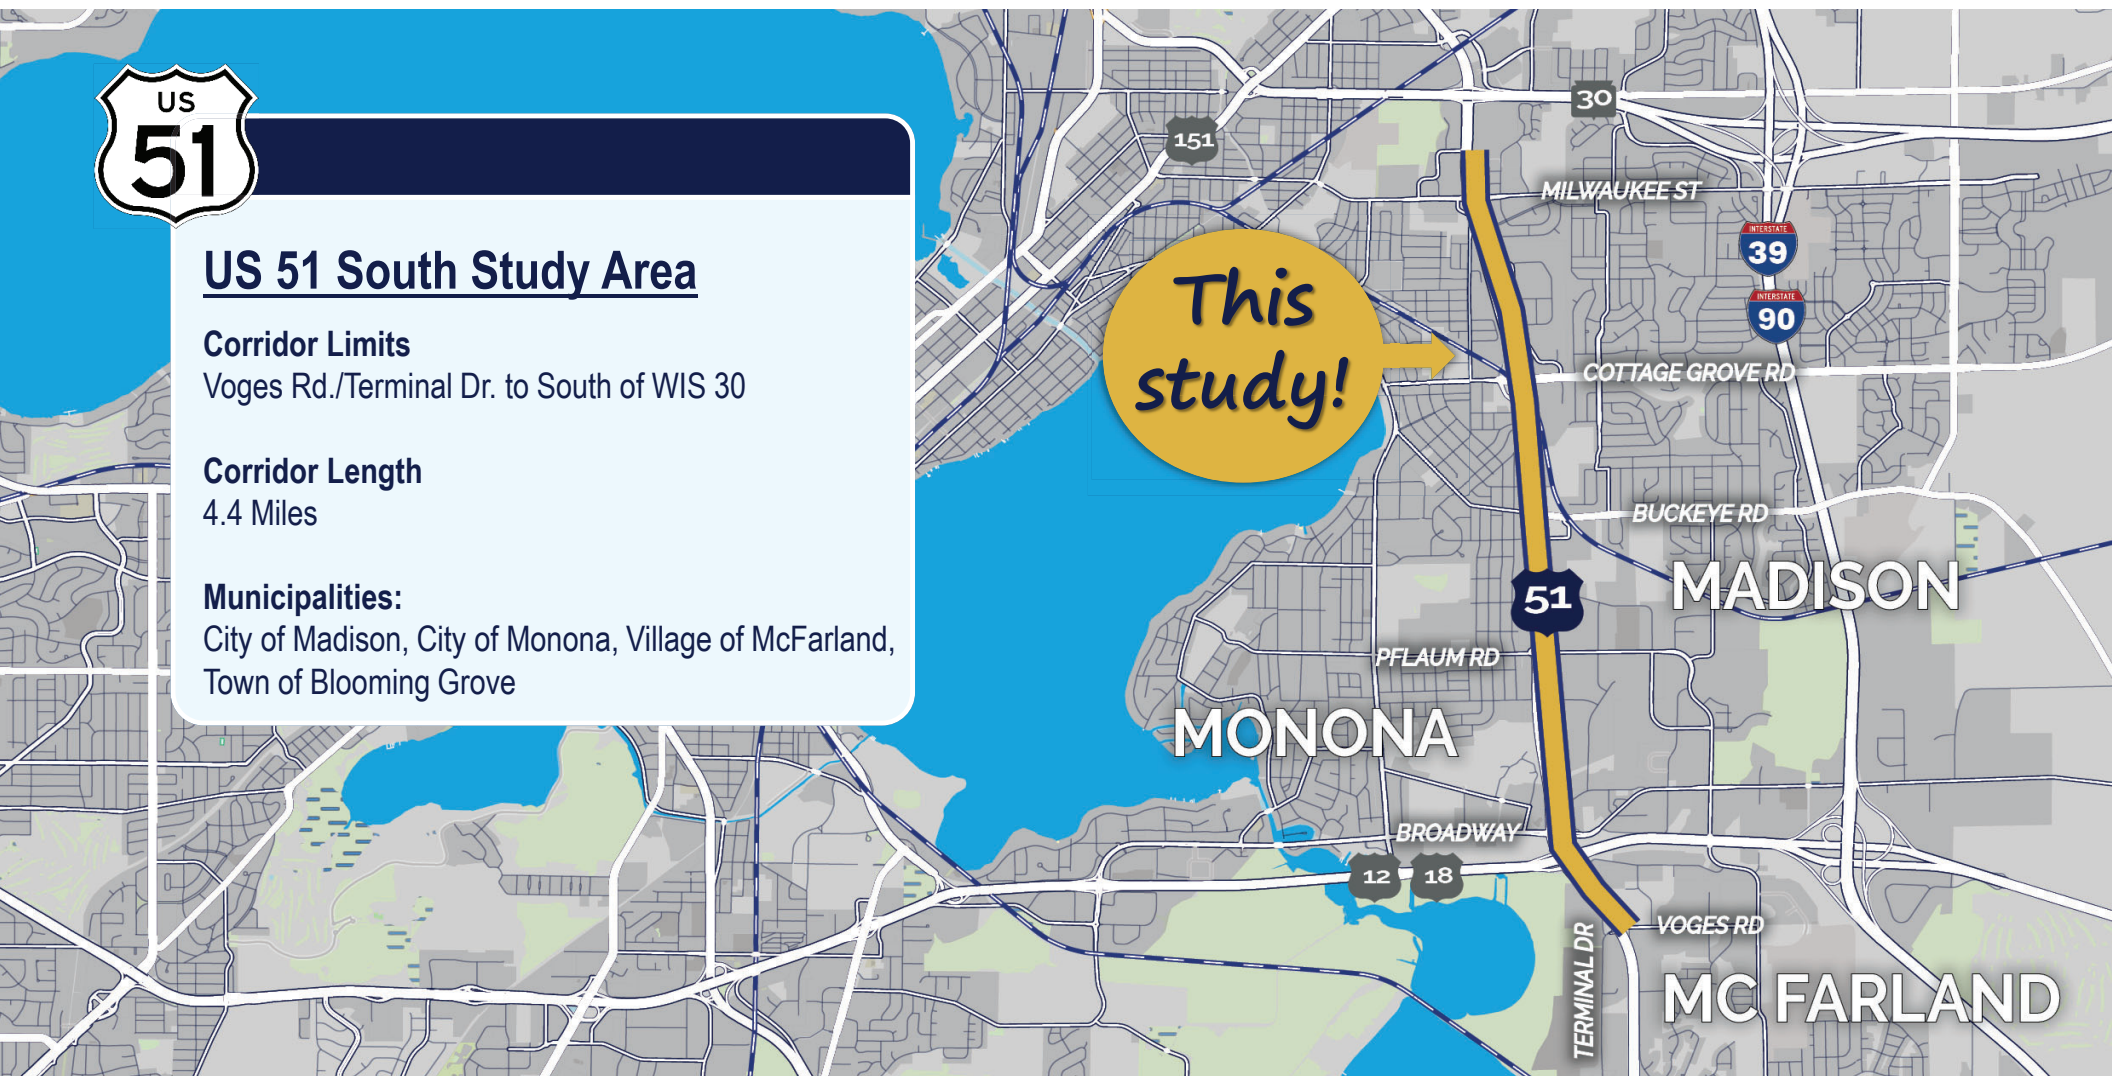 US
51
US 51 South Study Area
Corridor Limits
Voges Rd./Terminal Dr. to South of WIS 30
Corridor Length
4.4 Miles
Municipalities:
City of Madison, City of Monona, Village of McFarland,
Town of Blooming Grove
30
151
MILWAUKEE ST
INTERSTATE
39
INTERSTATE
90
This
study!
COTTAGE GROVE RD
BUCKEYE RD
MADISON
51
PFLAUM RD
MONONA
BROADWAY
12
18
VOGES RD
TERMINAL DR
MC FARLAND